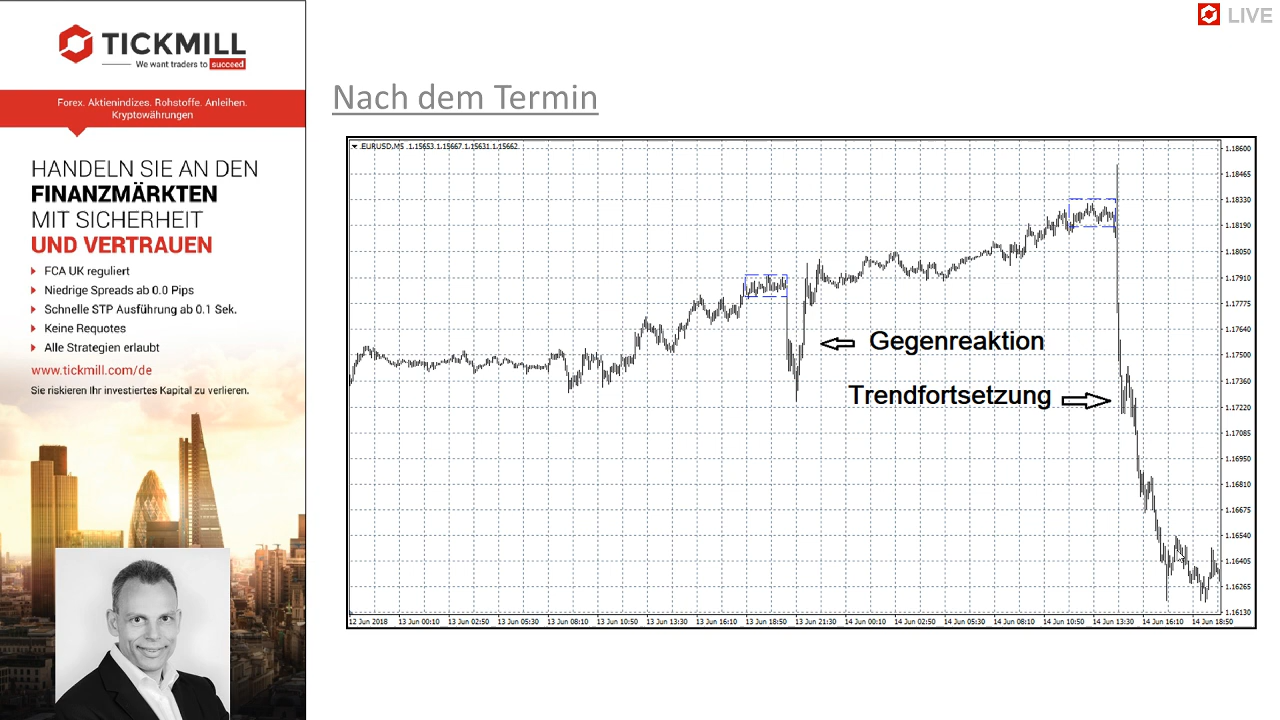 TICKMILL
We want traders to succeed
Forex. Aktienindizes. Rohstoffe. Anleihen.
Kryptowährungen
HANDELN SIE AN DEN
FINANZMÄRKTEN
MIT SICHERHEIT
UND VERTRAUEN
FCA UK reguliert
Niedrige Spreads ab 0.0 Pips
Schnelle STP Ausführung ab 0.1 Sek.
Keine Requotes
Alle Strategien erlaubt
www.tickmill.com/de
Sie riskieren Ihr investiertes Kapital zu verlieren.
LIVE
Nach dem Termin
EURUSD,M5 1.15653 1.15667 1.15631 1.15662
1.18600
1.18465
1.18330
1.18190
1.18050
1.17910
1.17775
1.17640
1.17500
1.17360
1.17220
1.17085
1.16950
1.16810
1.16675
1.16540
1.16405
1.16265
1.16130
Gegenreaktion
Trendfortsetzung
12 Jun 2018 13 Jun 00:10 13 Jun 02:50 13 Jun 05:30 13 Jun 08:10 13 Jun 10:50 13 Jun 13:30 13 Jun 16:10 13 Jun 18:50 13 Jun 21:30 14 Jun 00:10 14 Jun 02:50 14 Jun 05:30 14 Jun 08:10 14 Jun 10:50 14 Jun 13:30 14 Jun 16:10 14 Jun 18:50